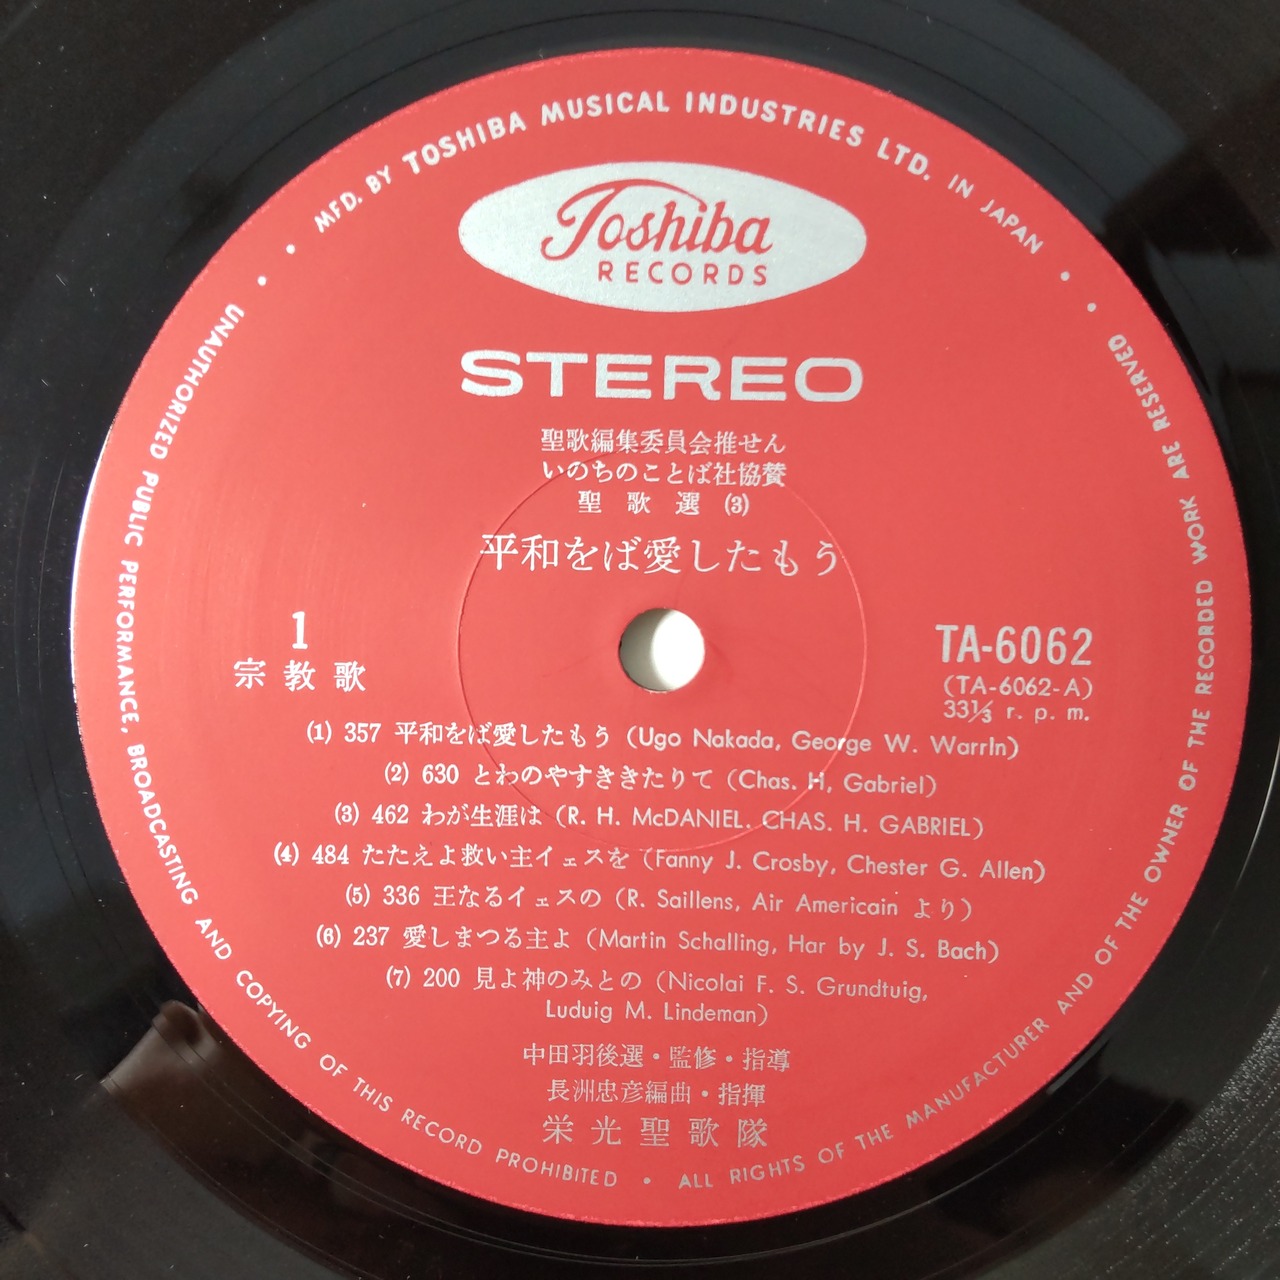 MFD. BY TOSHIBA MUSICAL INDUSTRIES LTD. IN JAPAN
Toshiba
RECORDS
STEREO
聖歌編集委員会推せん
いのちのことば社協賛
聖歌選 (3)
平和をば愛したもう
1
宗教歌
TA-6062
(TA-6062-A)
33⅓ r. p. m.
(1) 357 平和をば愛したもう (Ugo Nakada, George W. WarrIn)
(2) 630 とわのやすききたりて (Chas. H, Gabriel)
(3) 462 わが生涯は (R. H. McDANIEL. CHAS. H. GABRIEL)
(4) 484 たたえよ救い主イェスを (Fanny J. Crosby, Chester G. Allen)
(5) 336 王なるイェスの (R. Saillens, Air Americain より)
(6) 237 愛しまつる主よ (Martin Schalling, Har by J. S. Bach)
(7) 200 見よ神のみとの (Nicolai F. S. Grundtuig,
Luduig M. Lindeman)
中田羽後選・監修・指導
長洲忠彦編曲・指揮
栄光聖歌隊
UNAUTHORIZED PUBLIC PERFORMANCE, BROADCASTING AND COPYING OF THIS RECORD PROHIBITED • ALL RIGHTS OF THE MANUFACTURER AND OF THE OWNER OF THE RECORDED WORK ARE RESERVED